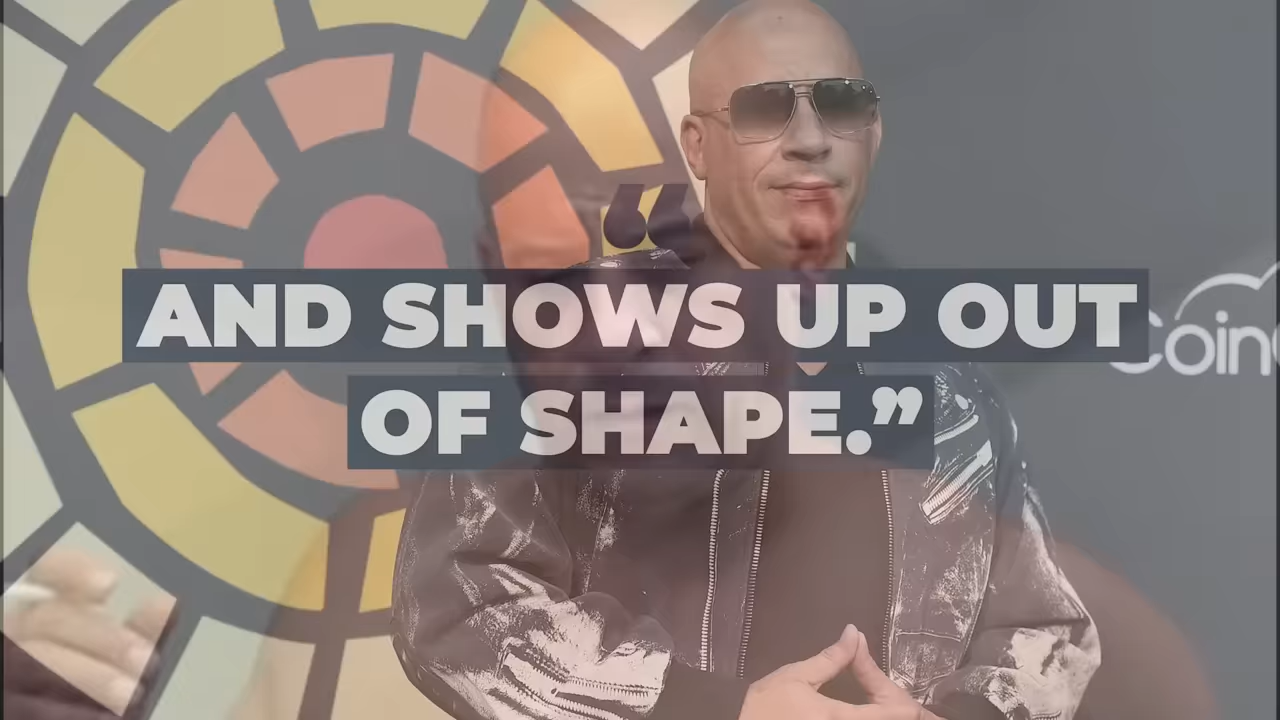 “
AND SHOWS UP OUT
OF SHAPE.”
Coin